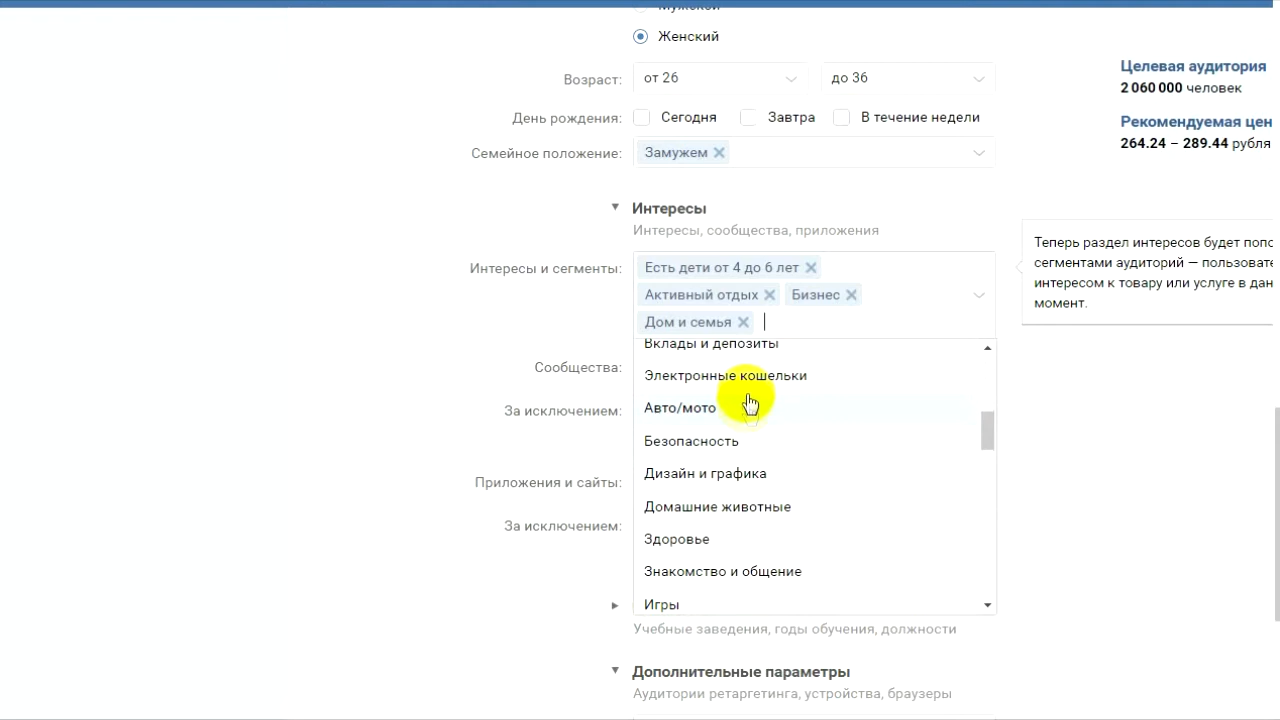 Мужской
Женский
Возраст: от 26 до 36
День рождения: Сегодня Завтра В течение недели
Семейное положение: Замужем
Интересы
Интересы, сообщества, приложения
Интересы и сегменты: Есть дети от 4 до 6 лет
Активный отдых Бизнес
Дом и семья
Вклады и депозиты
Сообщества:
Электронные кошельки
Авто/мото
За исключением:
Безопасность
Дизайн и графика
Приложения и сайты:
Домашние животные
За исключением:
Здоровье
Знакомство и общение
Игры
Учебные заведения, годы обучения, должности
Дополнительные параметры
Аудитории ретаргетинга, устройства, браузеры
Целевая аудитория
2 060 000 человек
Рекомендуемая цен
264.24 – 289.44 рубля
Теперь раздел интересов будет попо
сегментами аудиторий — пользовате
интересом к товару или услуге в дан
момент.